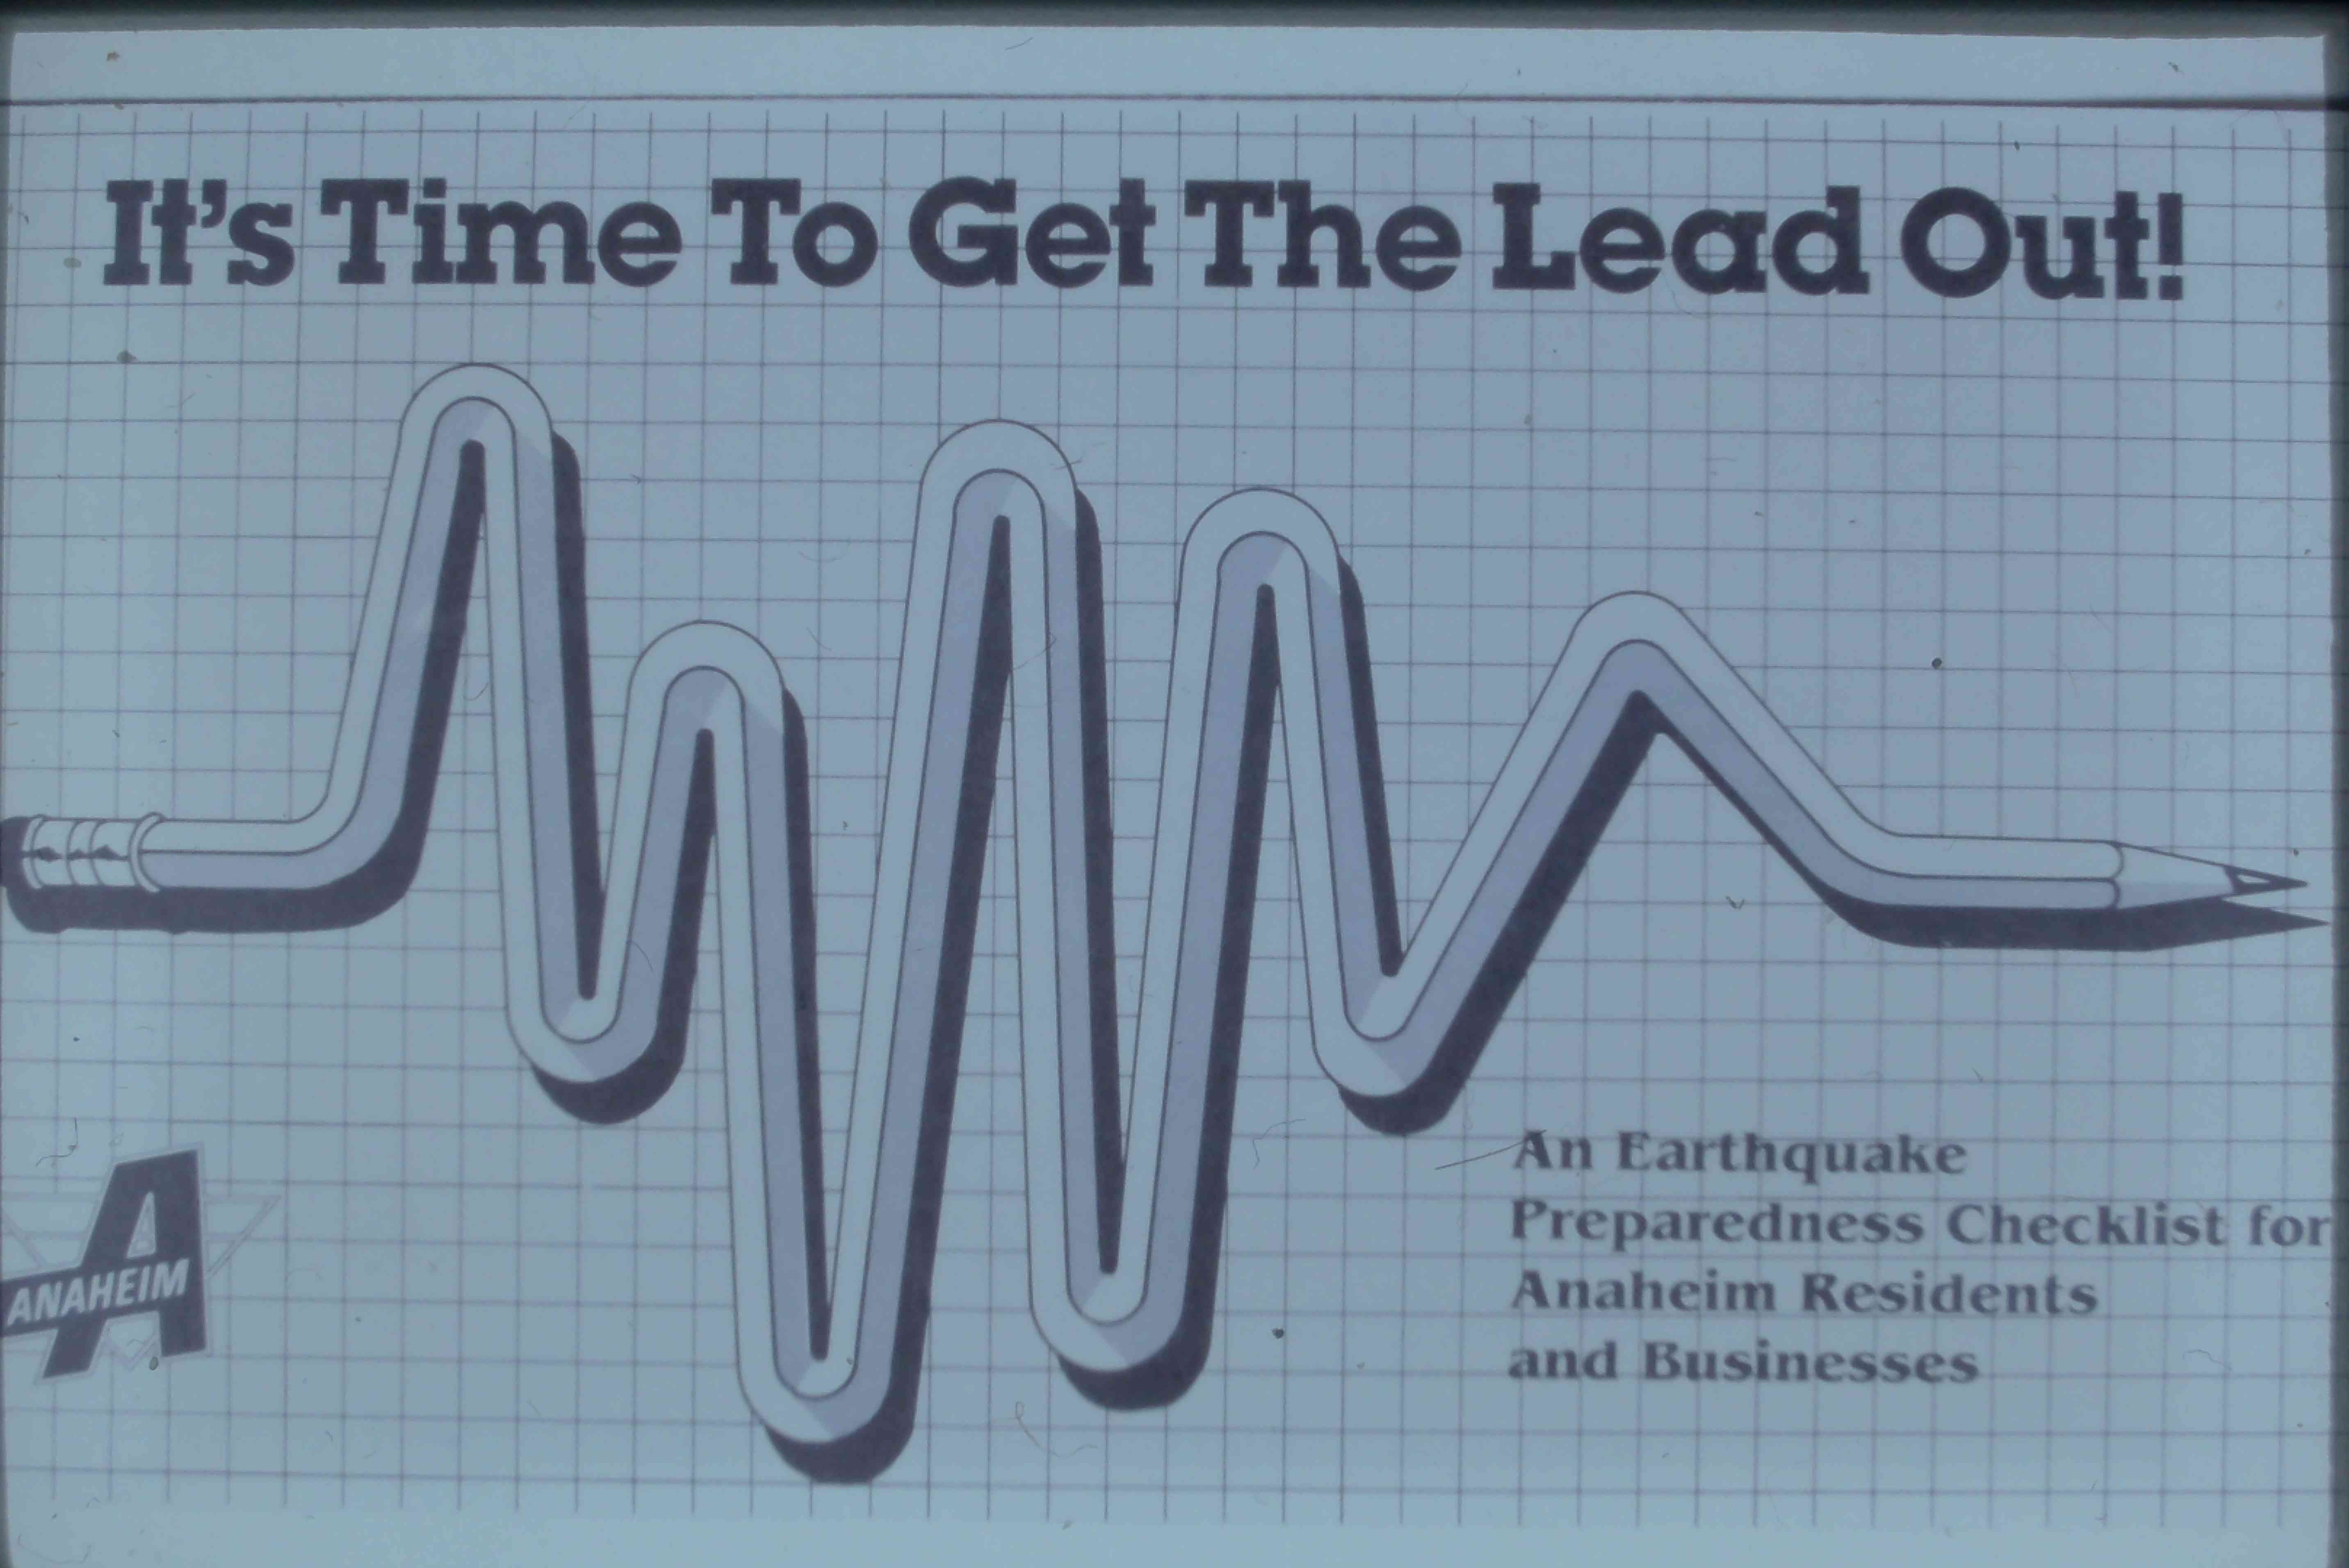 It's Time To Get The Lead Out!
ANAHEIM
A
An Earthquake
Preparedness Checklist for
Anaheim Residents
and Businesses